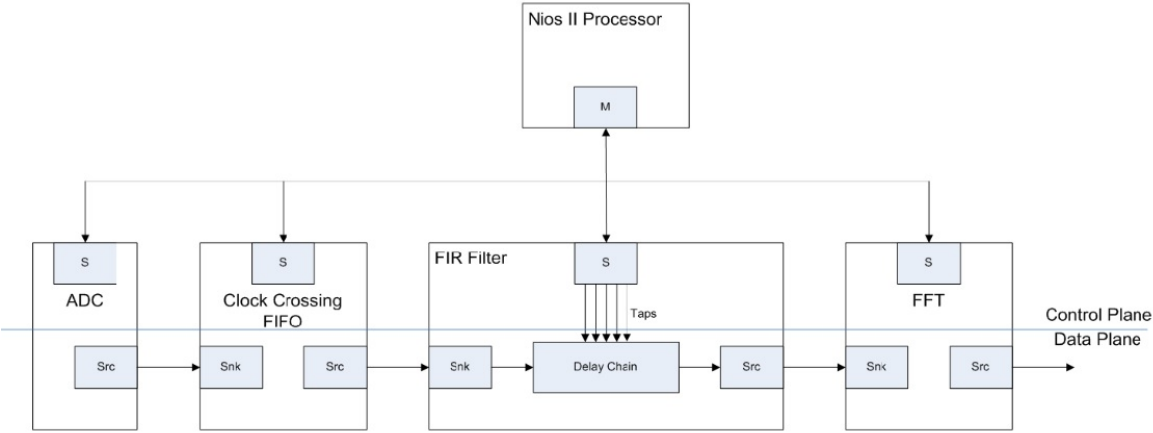 Nios II Processor
M
S
S
FIR Filter
S
S
ADC
Clock Crossing
FIFO
Taps
FFT
Control Plane
Data Plane
Src
Snk
Src
Snk
Delay Chain
Src
Snk
Src